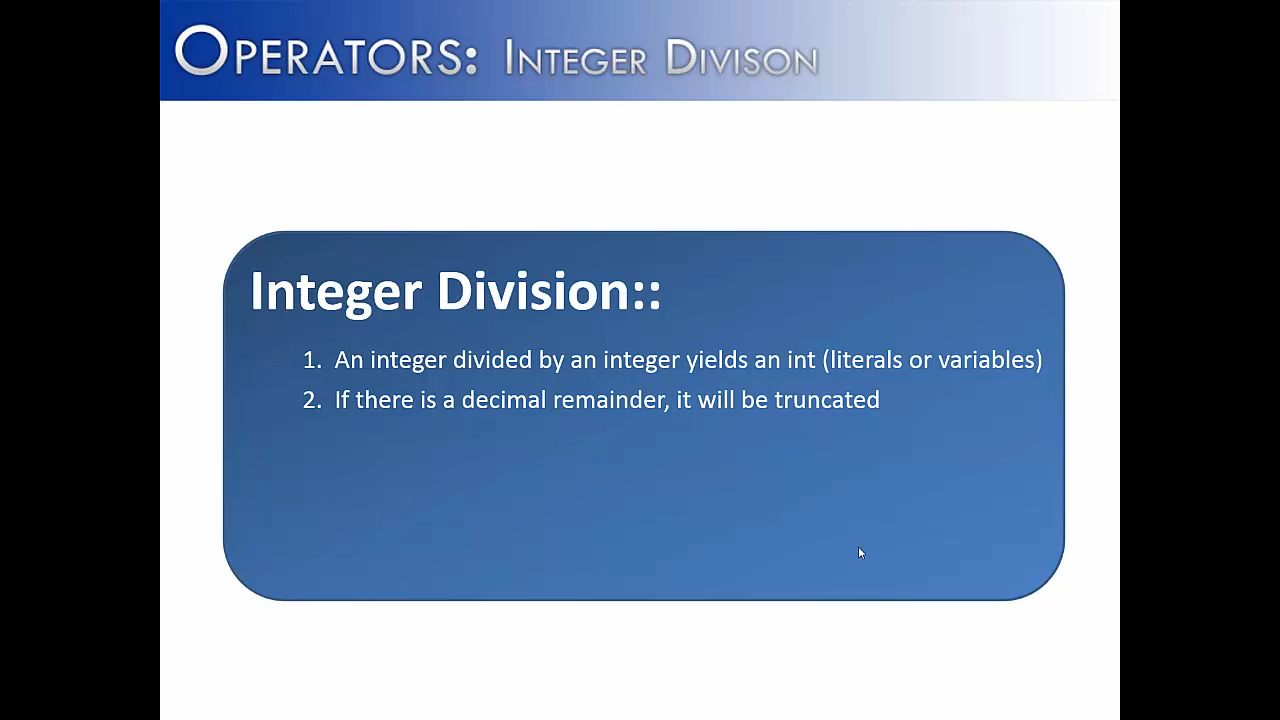 Operators: Integer Divison
Integer Division::
1. An integer divided by an integer yields an int (literals or variables)
2. If there is a decimal remainder, it will be truncated